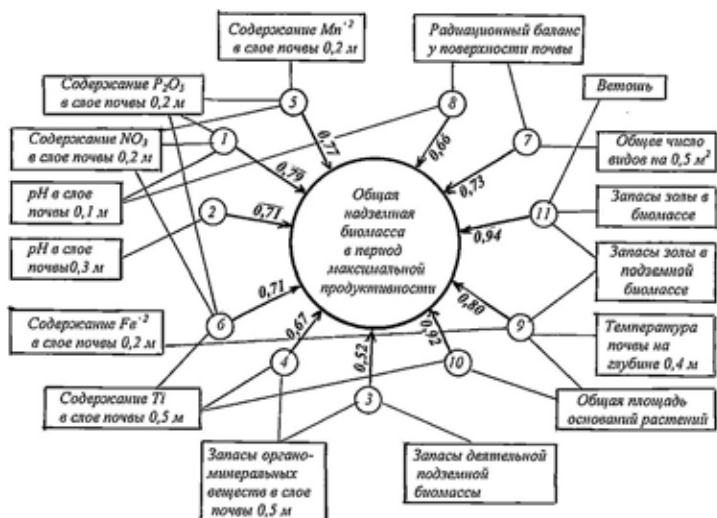 Содержание Mn⁺²
в слое почвы 0,2 м
Радиационный баланс
у поверхности почвы
Содержание P₂O₅
в слое почвы 0,2 м
Ветошь
5
8
Содержание NO₃
в слое почвы 0,2 м
1
7
Общее число
видов на 0,5 м²
0,77
0,66
0,79
0,73
pH в слое
почвы 0,1 м
2
Общая
надземная
биомасса
в период
максимальной
продуктивности
11
Запасы золы в
биомассе
0,71
0,94
pH в слое
почвы 0,3 м
Запасы золы в
подземной
биомассе
6
0,71
0,80
9
Содержание Fe⁺²
в слое почвы 0,2 м
0,67
0,52
0,92
Температура
почвы на
глубине 0,4 м
4
10
Содержание Ti
в слое почвы 0,5 м
3
Общая площадь
оснований растений
Запасы органо-
минеральных
веществ в слое
почвы 0,5 м
Запасы деятельной
подземной
биомассы